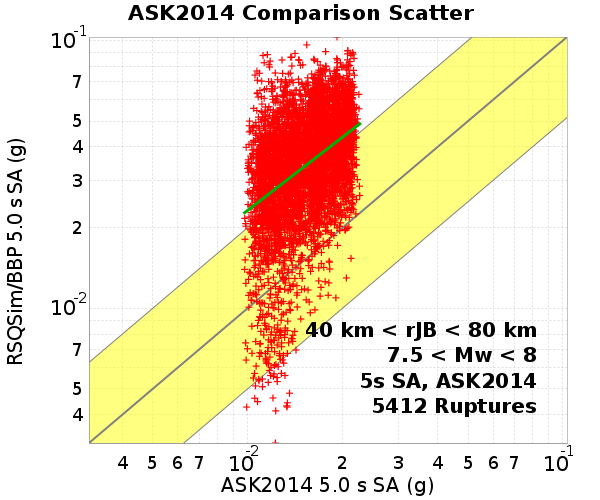 ASK2014 Comparison Scatter
RSQSim/BBP 5.0 s SA (g)
10-1
7
5
4
3
2
10-2
7
5
4
40 km < rJB < 80 km
7.5 < Mw < 8
5s SA, ASK2014
5412 Ruptures
4 5 6 7 10-2 2 3 4 5 6 7 10-1
ASK2014 5.0 s SA (g)